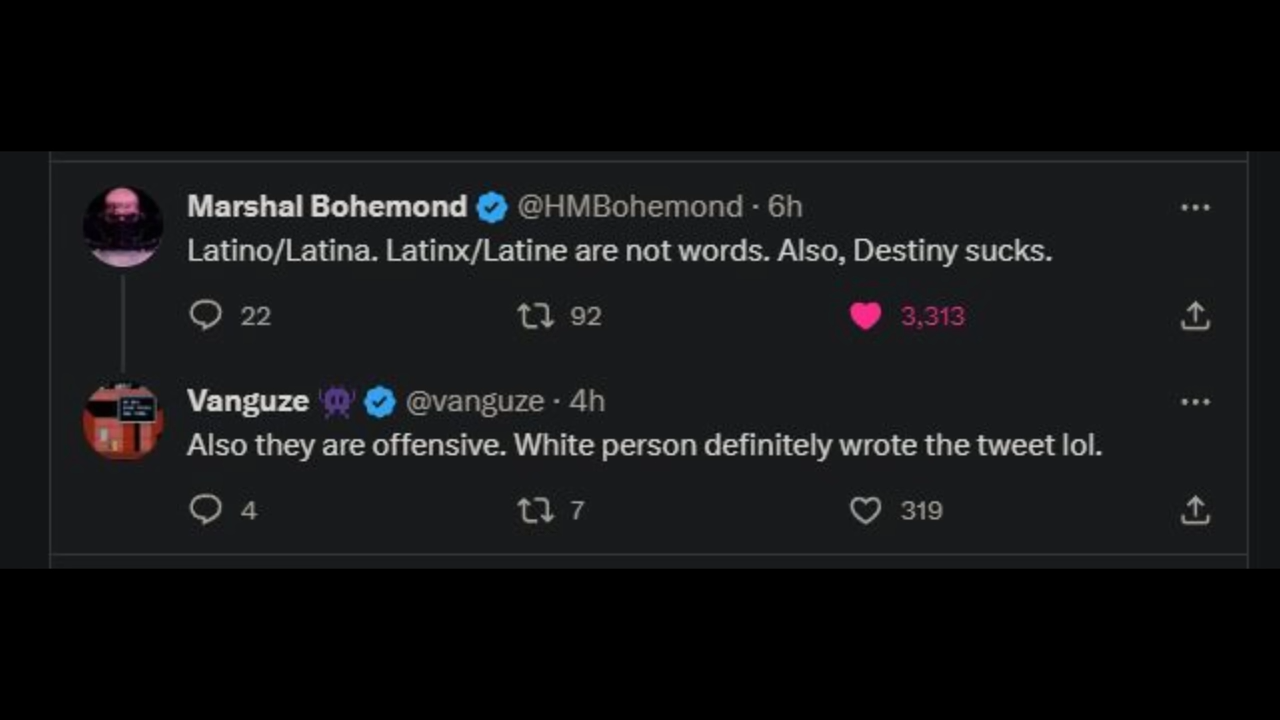 Marshal Bohemond @HMBohemond · 6h
Latino/Latina. Latinx/Latine are not words. Also, Destiny sucks.
22 92 3,313
Vanguze @vanguze · 4h
Also they are offensive. White person definitely wrote the tweet lol.
4 7 319